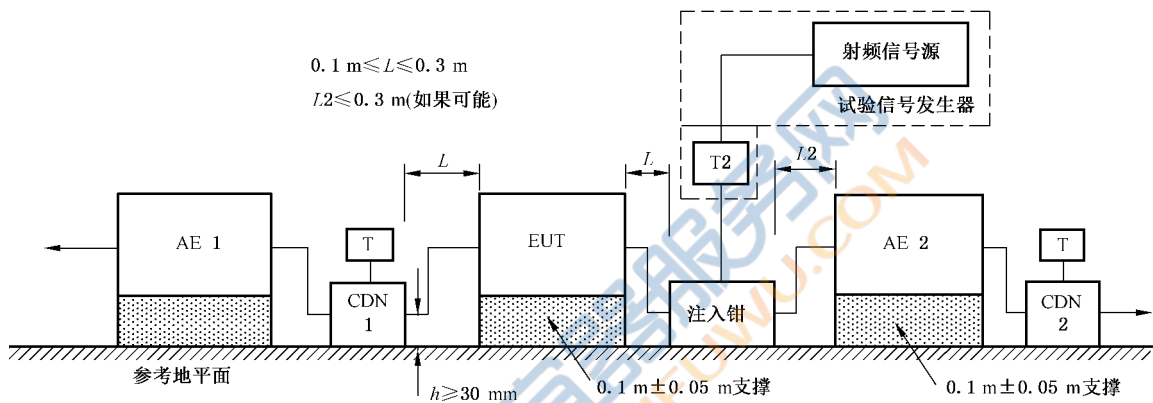 射频信号源
0.1 m≤L≤0.3 m
L2≤0.3 m(如果可能)
试验信号发生器
T2
L
L
L2
AE 1
T
EUT
AE 2
T
CDN
1
注入钳
CDN
2
参考地平面
h≥30 mm
0.1 m±0.05 m支撑
0.1 m±0.05 m支撑